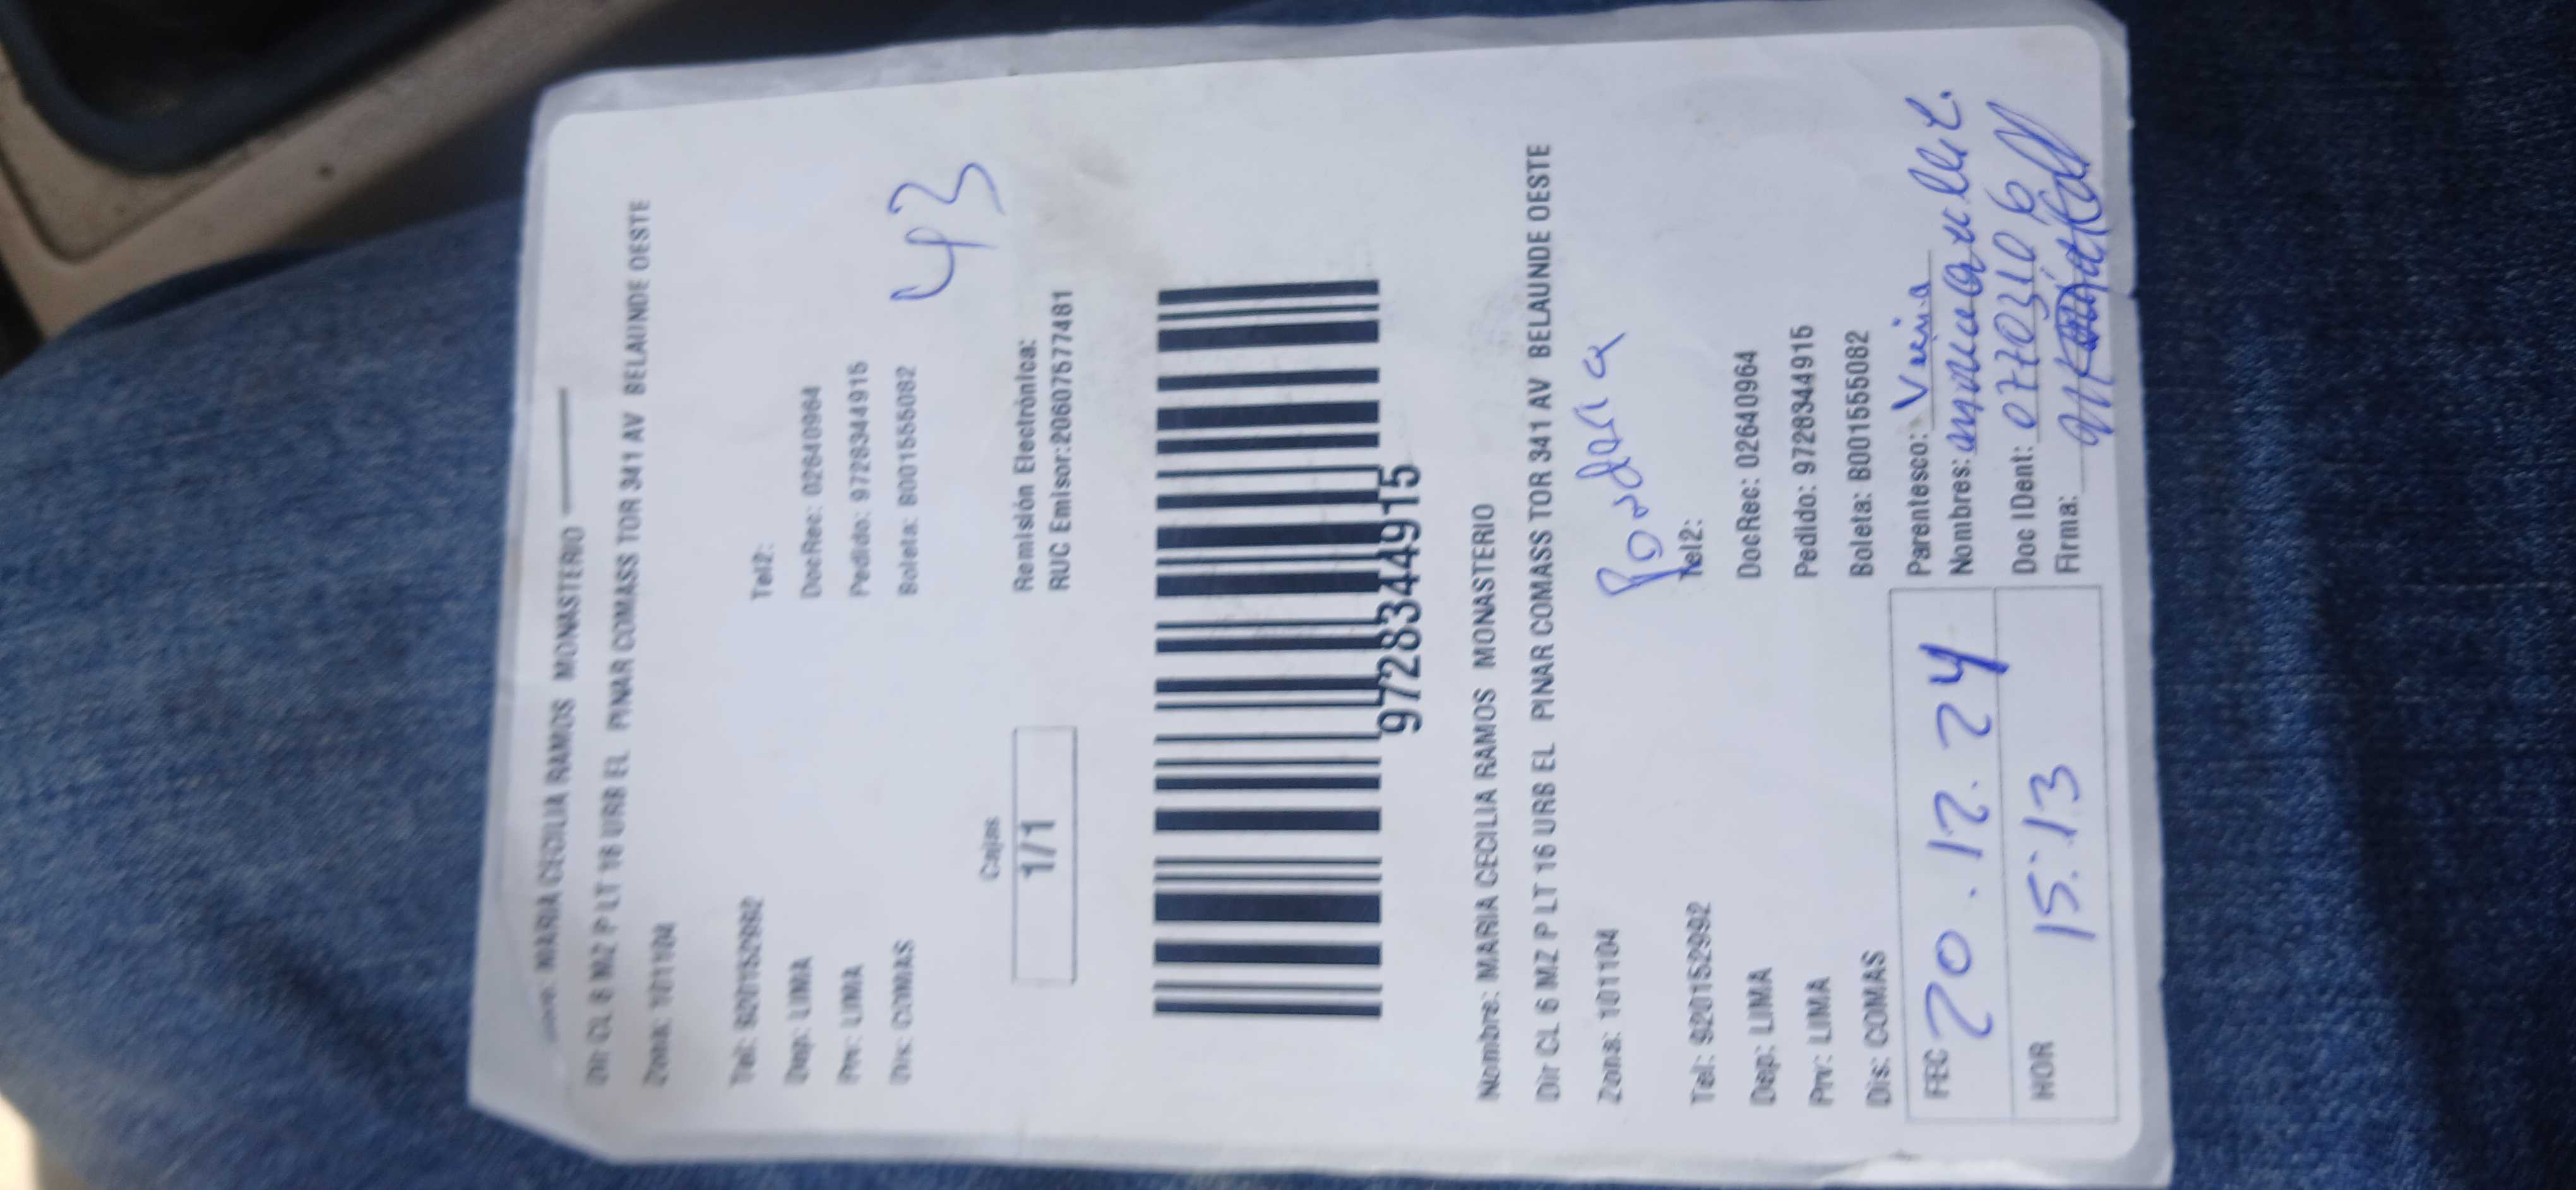 MARIA CECILIA RAMOS MONASTERIO
Dir CL 6 MZ P LT 16 URB EL PINAR COMASS TOR 341 AV BELAUNDE OESTE
Zona: 101104
Tel: 9201529992 Tel2:
Dep: LIMA DocRec: 02640964
Prv: LIMA Pedido: 9728344915
Dis: COMAS Boleta: B001555082
43
Cajas
1/1
Remisión Electrónica:
RUC Emisor:20607577481
9728344915
Nombre: MARIA CECILIA RAMOS MONASTERIO
Dir CL 6 MZ P LT 16 URB EL PINAR COMASS TOR 341 AV BELAUNDE OESTE
Zona: 101104
Tel: 9201529992 Tel2:
Dep: LIMA DocRec: 02640964
Prv: LIMA Pedido: 9728344915
Dis: COMAS Boleta: B001555082
FEC 20.12.24 Parentesco: Vecina
Nombres:
HOR 15:13 Doc IDent: 07703106
Firma: